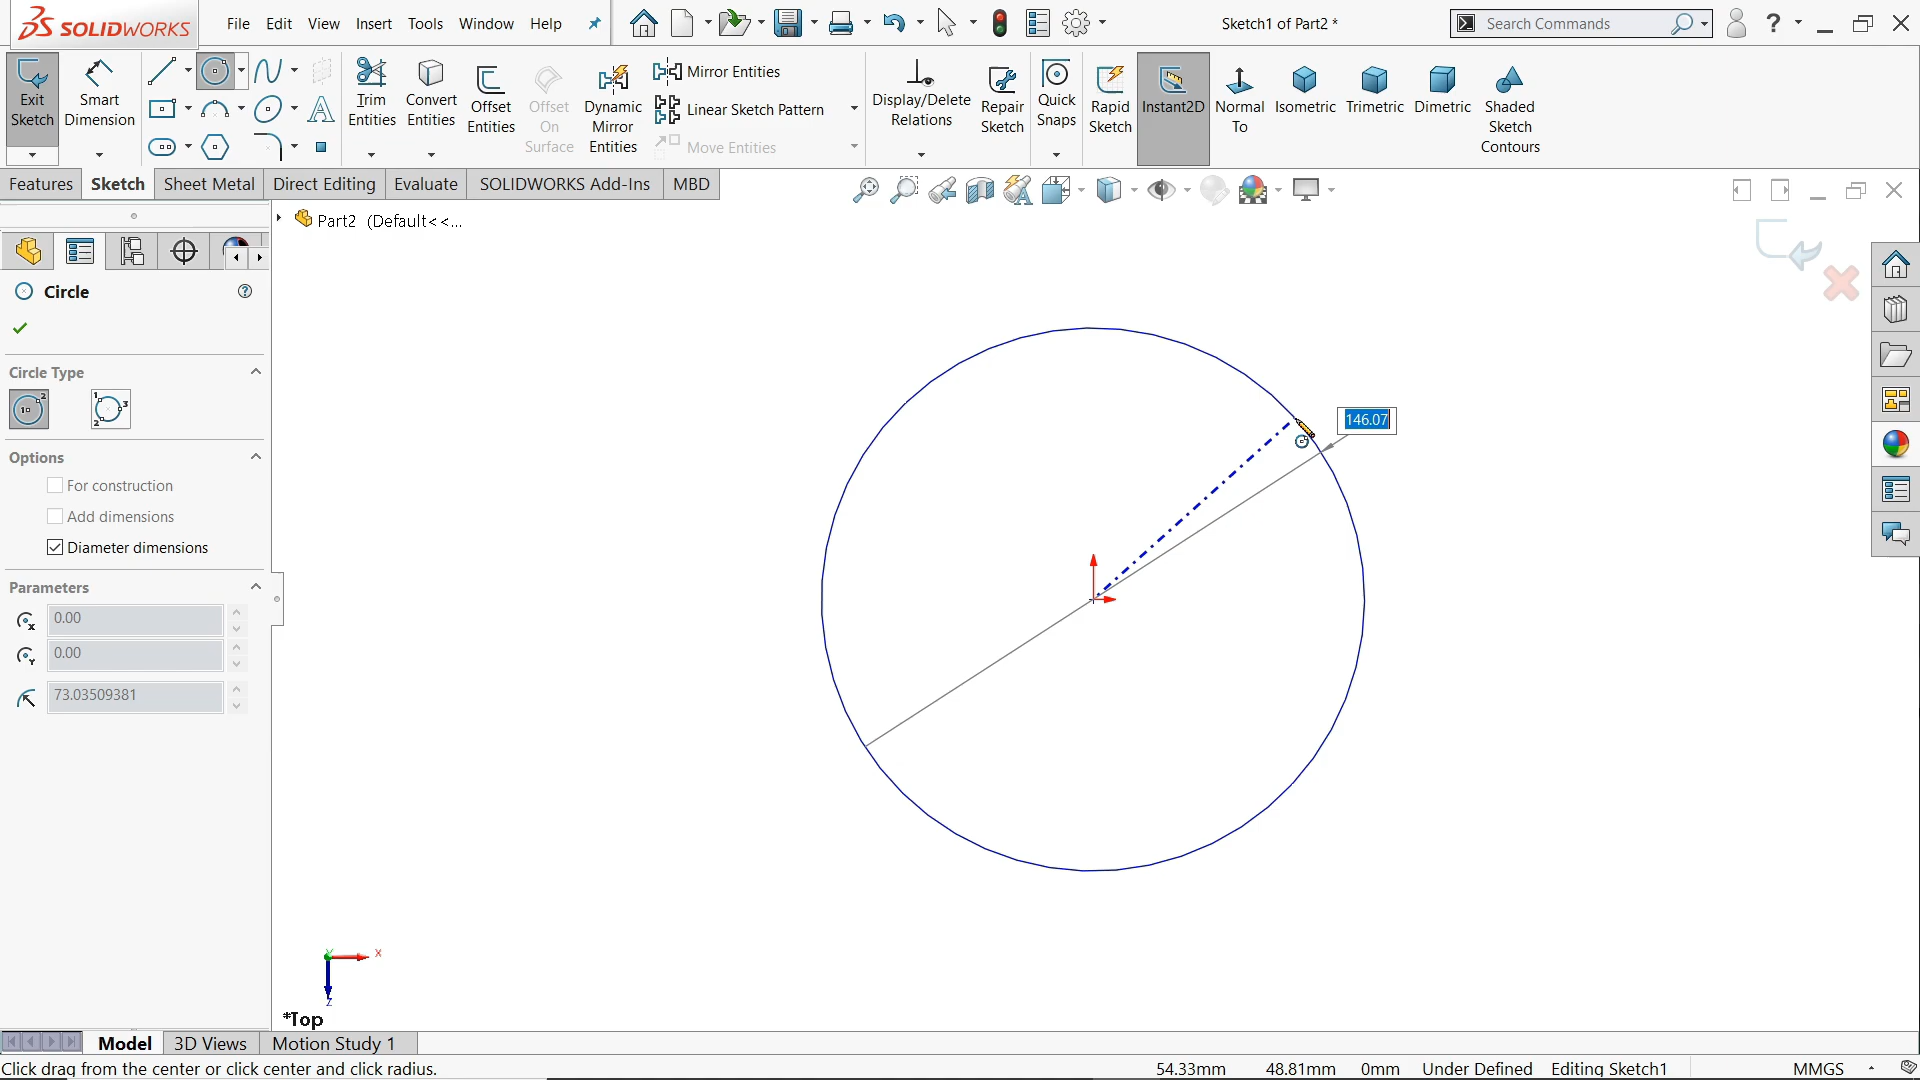 SOLIDWORKS File Edit View Insert Tools Window Help Sketch1 of Part2 * Search Commands ?
Exit Sketch
Smart Dimension
Trim Entities
Convert Entities
Offset Entities
Offset On Surface
Dynamic Mirror Entities
Mirror Entities
Linear Sketch Pattern
Move Entities
Display/Delete Relations
Repair Sketch
Quick Snaps
Rapid Sketch
Instant2D
Normal To
Isometric
Trimetric
Dimetric
Shaded Sketch Contours
Features Sketch Sheet Metal Direct Editing Evaluate SOLIDWORKS Add-Ins MBD
Part2 (Default<<...
Circle
Circle Type
Options
For construction
Add dimensions
Diameter dimensions
Parameters
0.00
0.00
73.03509381
146.07
Y
X
Z
*Top
Model 3D Views Motion Study 1
Click drag from the center or click center and click radius. 54.33mm 48.81mm 0mm Under Defined Editing Sketch1 MMGS